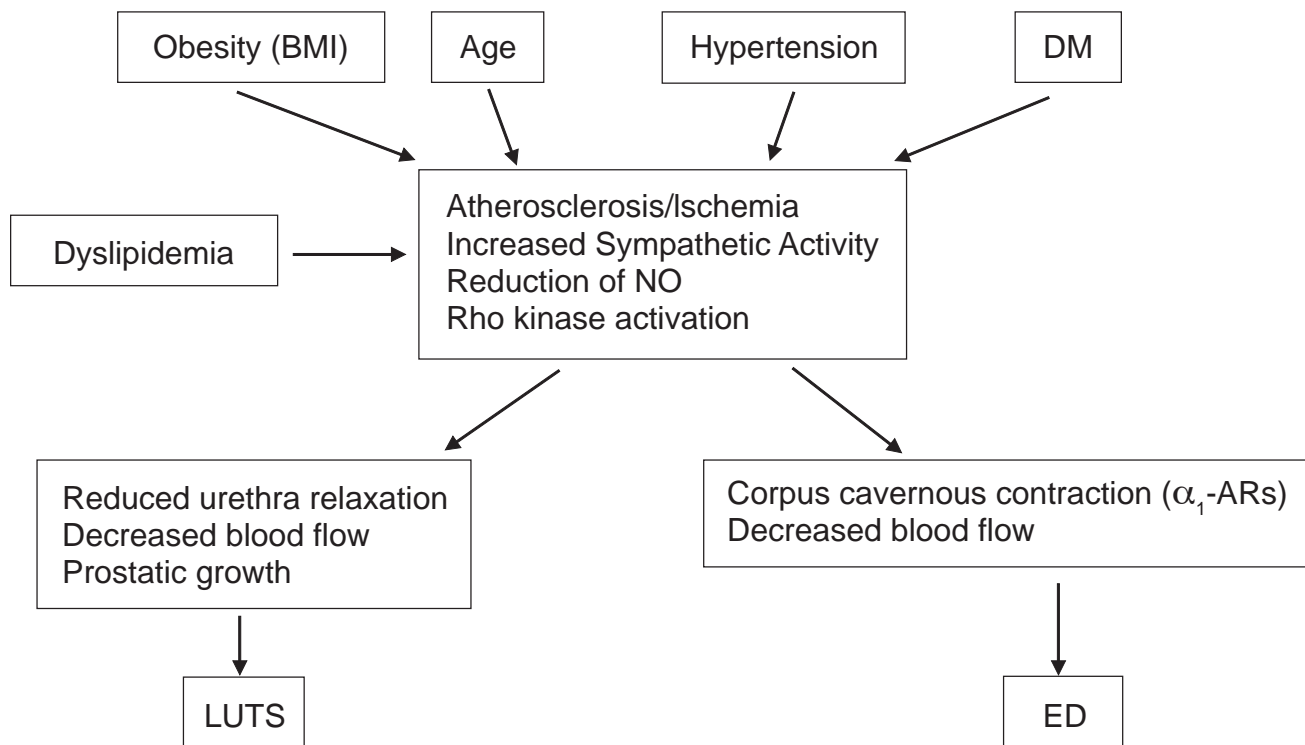 Obesity (BMI)
Age
Hypertension
DM
Dyslipidemia
Atherosclerosis/Ischemia
Increased Sympathetic Activity
Reduction of NO
Rho kinase activation
Reduced urethra relaxation
Decreased blood flow
Prostatic growth
Corpus cavernous contraction (α₁-ARs)
Decreased blood flow
LUTS
ED